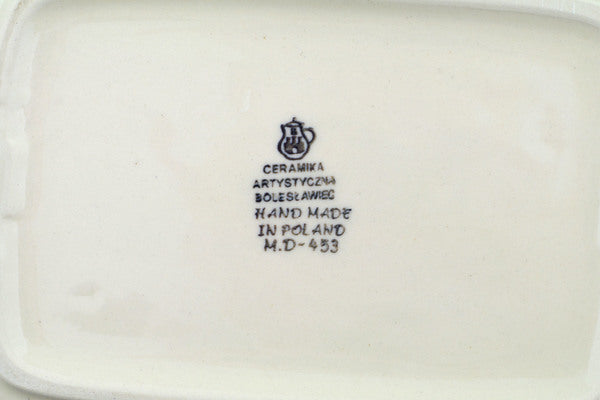 CERAMIKA
ARTYSTYCZNA
BOLESŁAWIEC
HAND MADE
IN POLAND
M.D-453